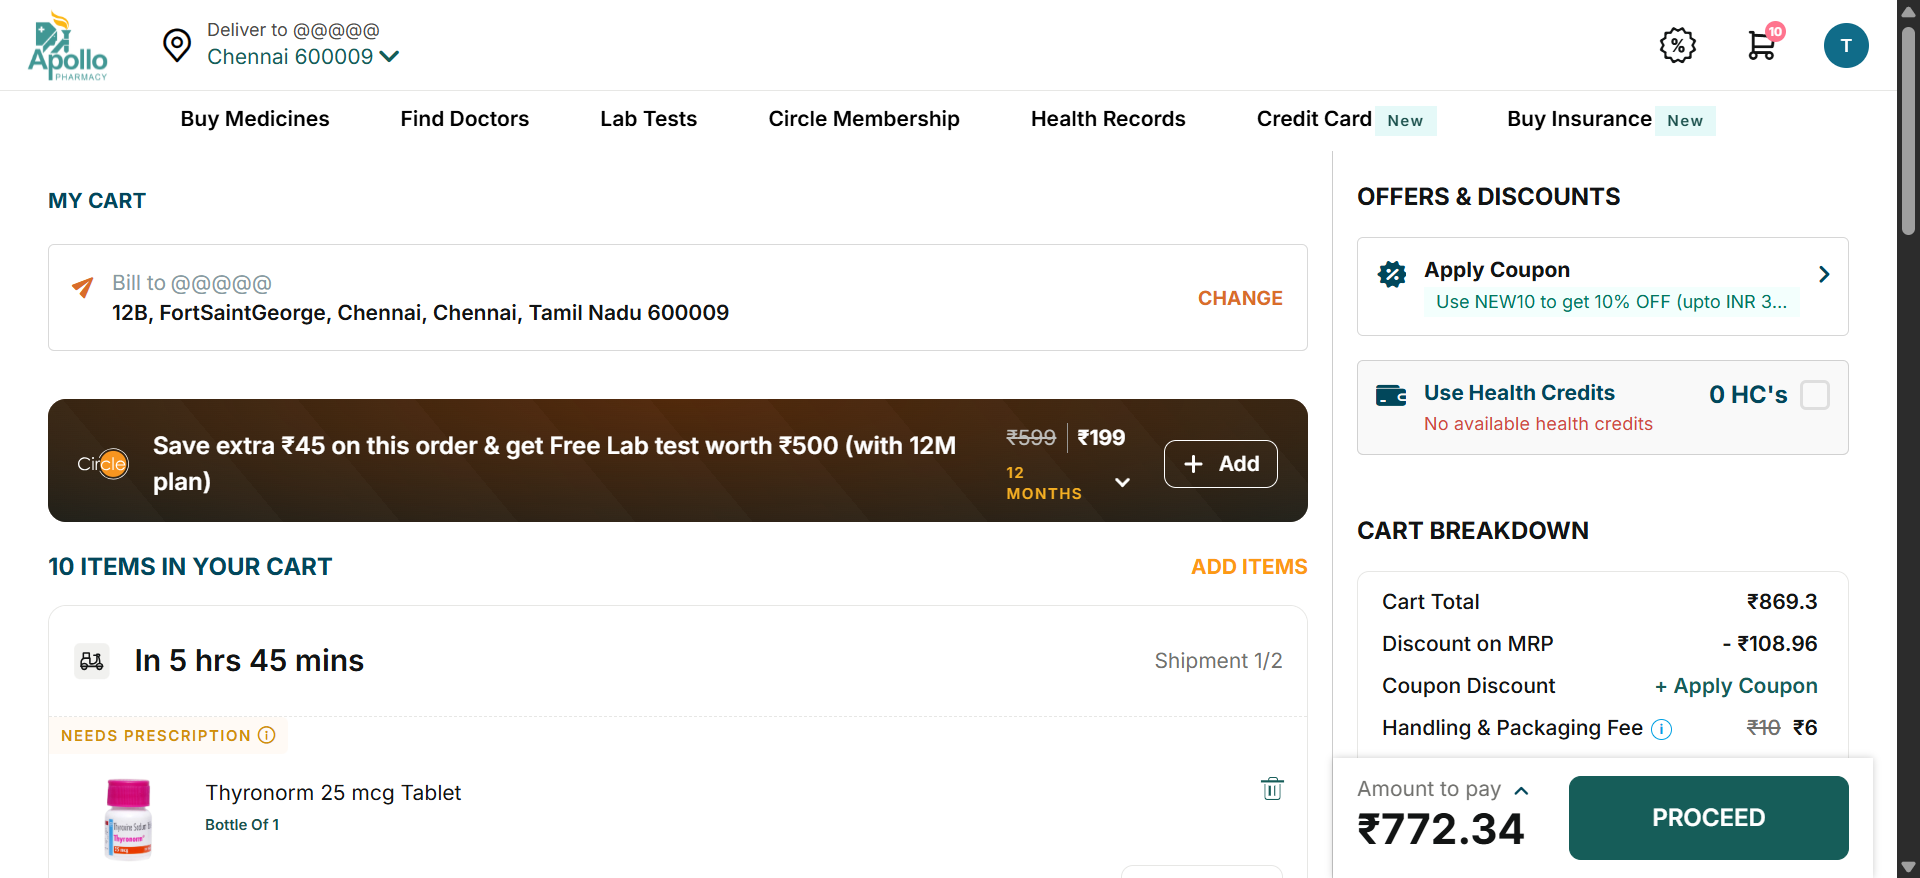 Apollo
PHARMACY
Deliver to @@@@@
Chennai 600009
10
T
Buy Medicines
Find Doctors
Lab Tests
Circle Membership
Health Records
Credit Card New
Buy Insurance New
MY CART
Bill to @@@@@
12B, FortSaintGeorge, Chennai, Chennai, Tamil Nadu 600009
CHANGE
Circle
Save extra ₹45 on this order & get Free Lab test worth ₹500 (with 12M
plan)
₹599 ₹199
12
MONTHS
+ Add
10 ITEMS IN YOUR CART
ADD ITEMS
In 5 hrs 45 mins
Shipment 1/2
NEEDS PRESCRIPTION
Thyronorm 25 mcg Tablet
Bottle Of 1
Thyronorm
25 mcg
OFFERS & DISCOUNTS
Apply Coupon
Use NEW10 to get 10% OFF (upto INR 3...
Use Health Credits
0 HC's
No available health credits
CART BREAKDOWN
Cart Total ₹869.3
Discount on MRP - ₹108.96
Coupon Discount + Apply Coupon
Handling & Packaging Fee ₹10 ₹6
Amount to pay
₹772.34
PROCEED